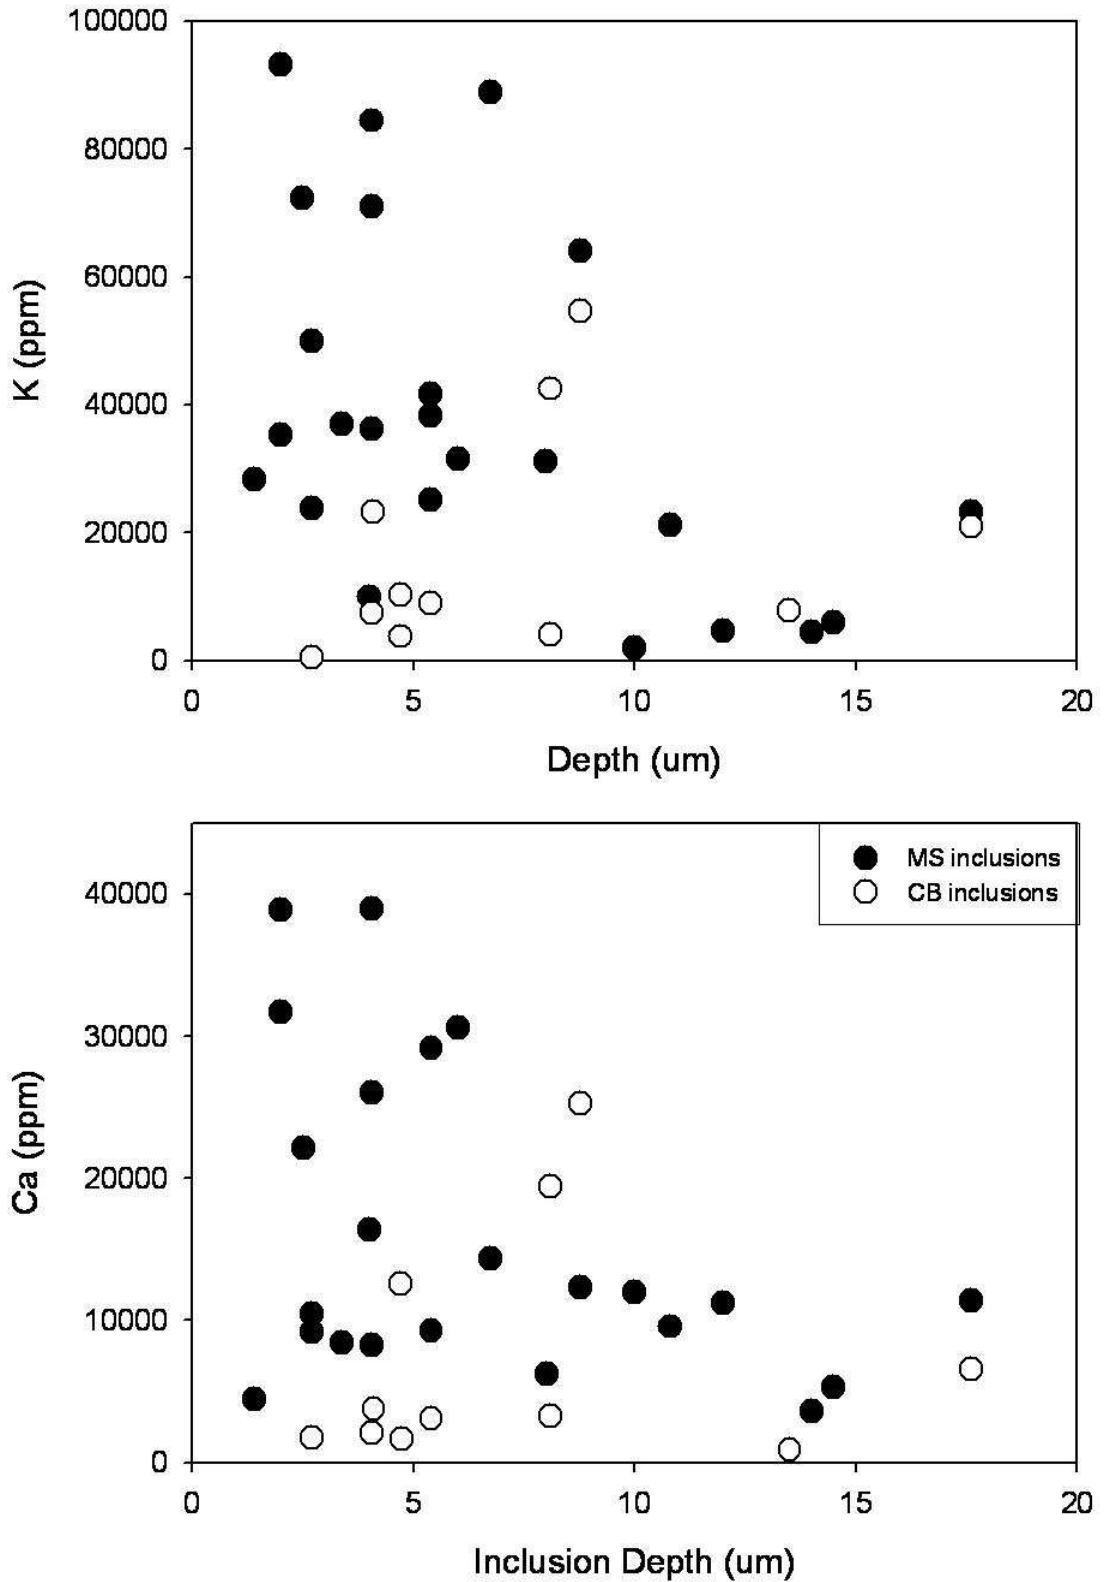 100000
80000
60000
40000
20000
0
K (ppm)
0 5 10 15 20
Depth (um)
MS inclusions
CB inclusions
40000
30000
20000
10000
0
Ca (ppm)
0 5 10 15 20
Inclusion Depth (um)